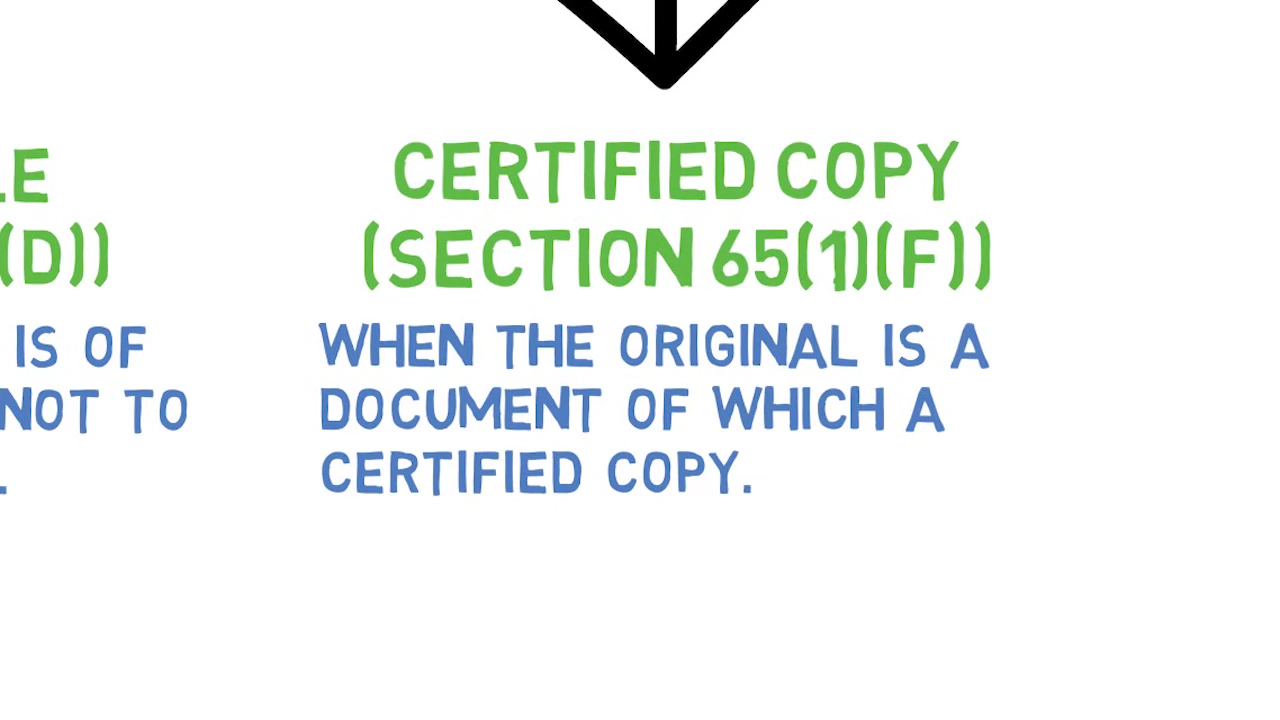 LE
(D))
IS OF
NOT TO
.
CERTIFIED COPY
(SECTION 65(1)(F))
WHEN THE ORIGINAL IS A
DOCUMENT OF WHICH A
CERTIFIED COPY.